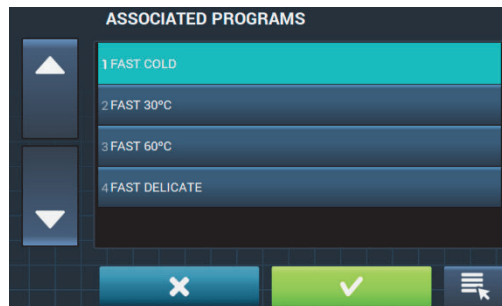 ASSOCIATED PROGRAMS
1 FAST COLD
2 FAST 30ºC
3 FAST 60ºC
4 FAST DELICATE